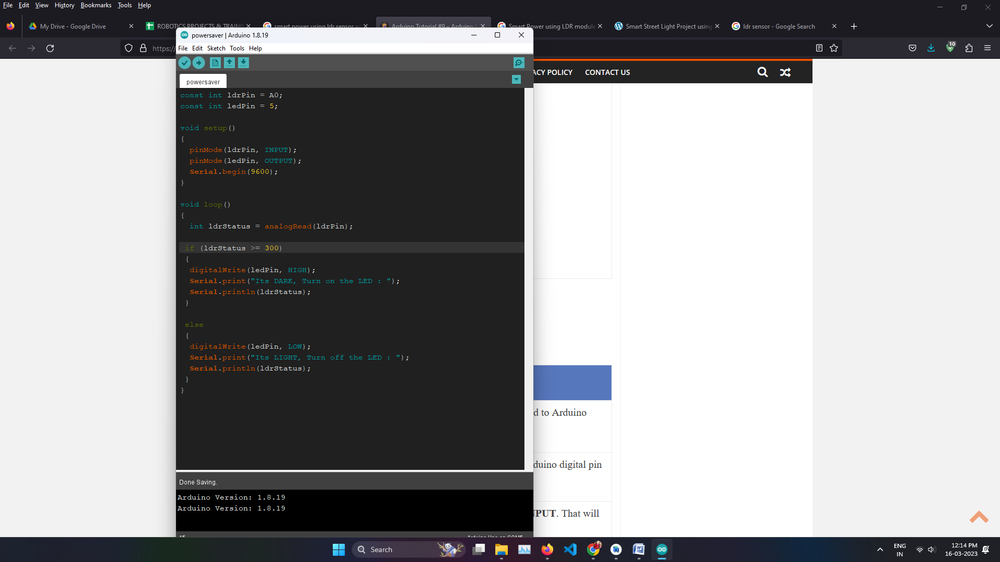 File Edit View History Bookmarks Tools Help
My Drive - Google Drive
ROBOTICS PROJECTS & TRAINI
smart power using ldr sensor w
Arduino Tutorial #9 – Arduino
Smart Power using LDR module
Smart Street Light Project using
ldr sensor - Google Search
https://
10
powersaver | Arduino 1.8.19
File Edit Sketch Tools Help
powersaver
ACY POLICY CONTACT US
const int ldrPin = A0;
const int ledPin = 5;
void setup()
{
pinMode(ldrPin, INPUT);
pinMode(ledPin, OUTPUT);
Serial.begin(9600);
}
void loop()
{
int ldrStatus = analogRead(ldrPin);
if (ldrStatus >= 300)
{
digitalWrite(ledPin, HIGH);
Serial.print("Its DARK, Turn on the LED : ");
Serial.println(ldrStatus);
}
else
{
digitalWrite(ledPin, LOW);
Serial.print("Its LIGHT, Turn off the LED : ");
Serial.println(ldrStatus);
}
}
d to Arduino
duino digital pin
NPUT. That will
Done Saving.
Arduino Version: 1.8.19
Arduino Version: 1.8.19
15
Arduino Uno on COM5
Search
ENG
IN
12:14 PM
16-03-2023